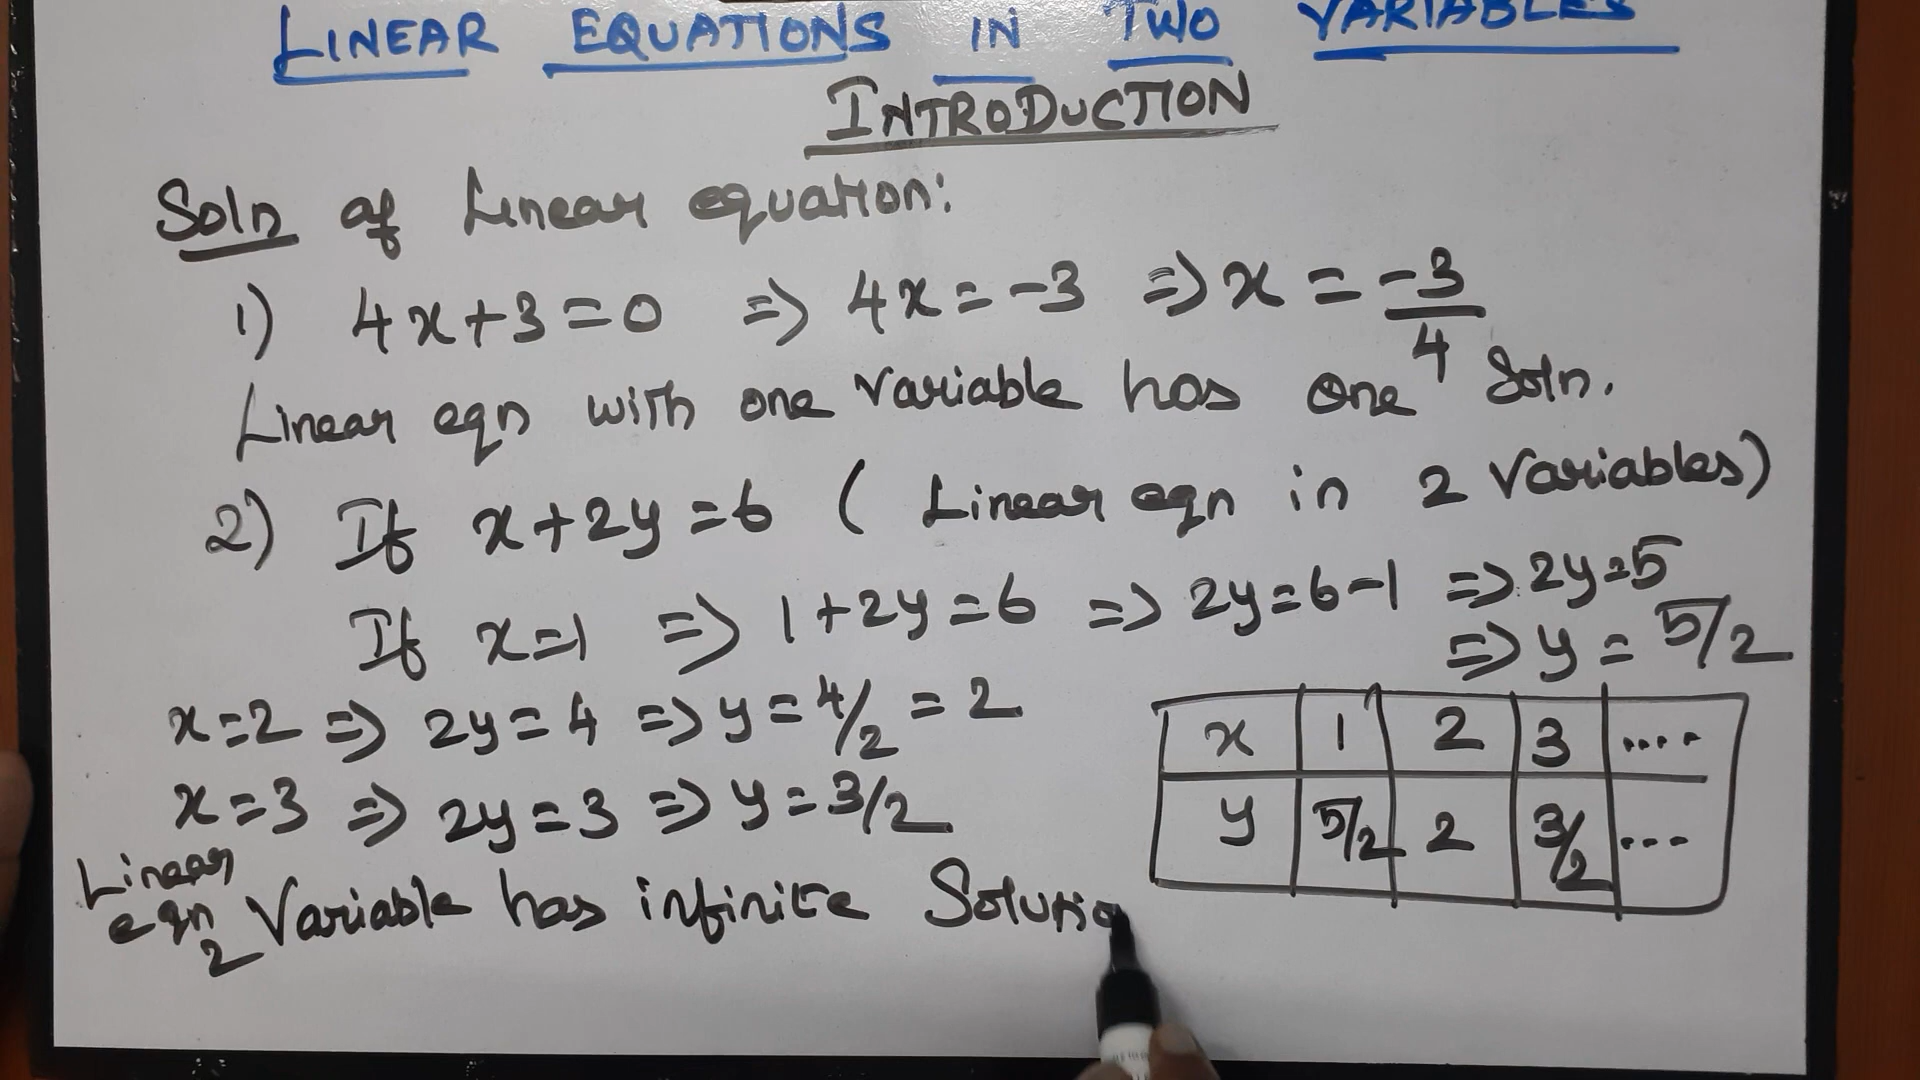 LINEAR EQUATIONS IN TWO VARIABLES
INTRODUCTION
Soln of Linear equation:
1) 4x+3=0 => 4x=-3 => x = -3/4
Linear eqn with one variable has one Soln.
2) If x+2y=6 ( Linear eqn in 2 Variables)
If x=1 => 1+2y=6 => 2y=6-1 => 2y=5
=> y = 5/2
x=2 => 2y=4 => y=4/2 = 2
x=3 => 2y=3 => y=3/2
x 1 2 3 ....
y 5/2 2 3/2 ...
Linear
eqn 2 Variable has infinite Solutio